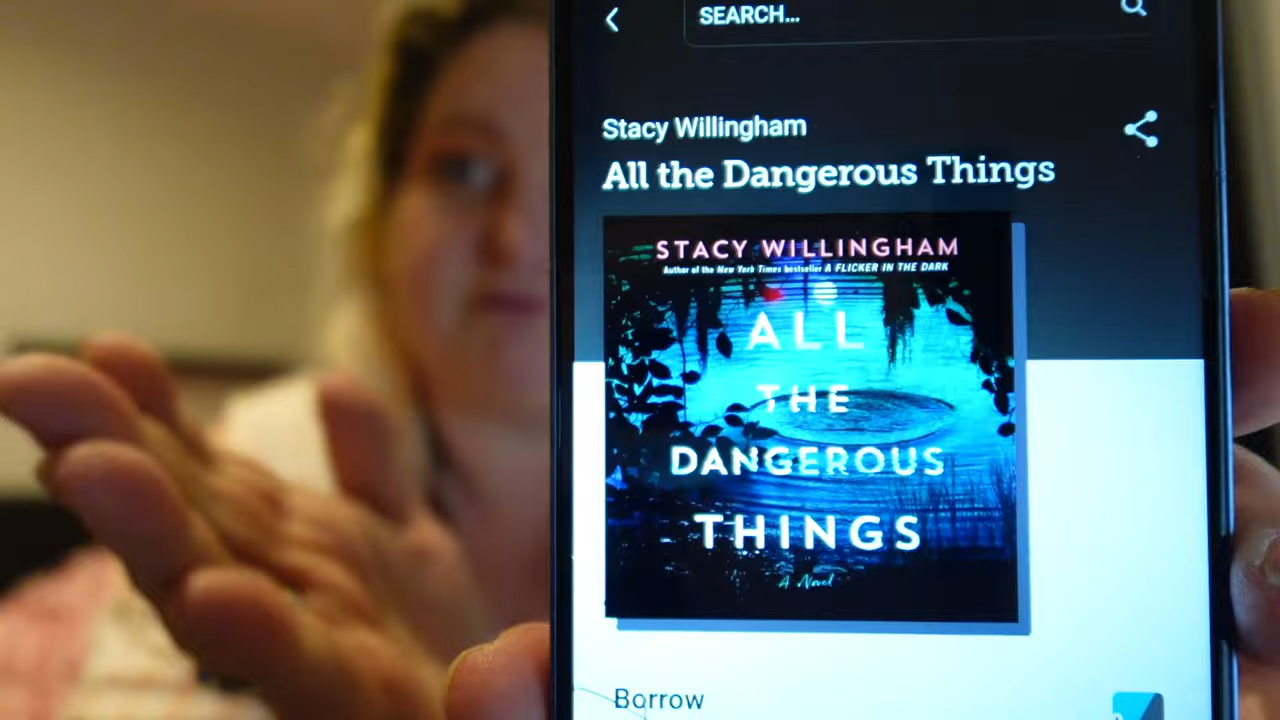 SEARCH...
Stacy Willingham
All the Dangerous Things
STACY WILLINGHAM
Author of the New York Times bestseller A FLICKER IN THE DARK
ALL
THE
DANGEROUS
THINGS
A Novel
Borrow